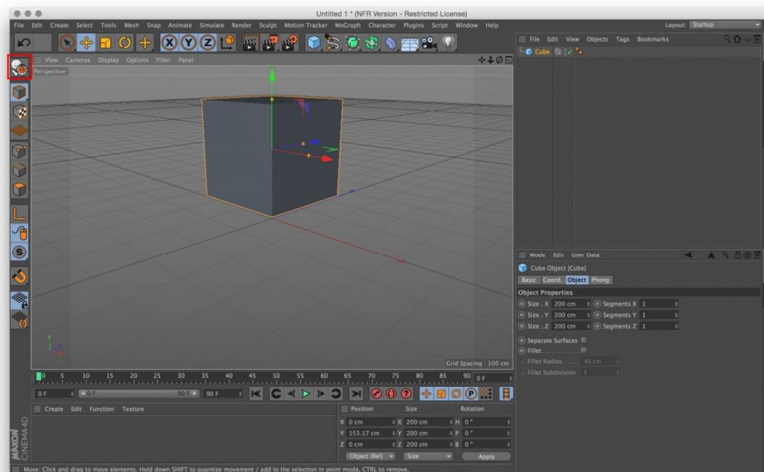 Untitled 1 * (NFR Version - Restricted License)
File Edit Create Select Tools Mesh Snap Animate Simulate Render Sculpt Motion Tracker MoGraph Character Plugins Script Window Help
Layout: Startup
View Cameras Display Options Filter Panel
File Edit View Objects Tags Bookmarks
Perspective
Cube
X Y Z
S
Y
Grid Spacing : 100 cm
0 5 10 15 20 25 30 35 40 45 50 55 60 65 70 75 80 85 90 0 F
0 F 0 F 90 F 90 F
P
Create Edit Function Texture
Position Size Rotation
X 0 cm X 200 cm H 0 °
Y 153.17 cm Y 200 cm P 0 °
Z 0 cm Z 200 cm B 0 °
Object (Rel) Size Apply
Mode Edit User Data
Cube Object [Cube]
Basic Coord. Object Phong
Object Properties
Size . X 200 cm Segments X 1
Size . Y 200 cm Segments Y 1
Size . Z 200 cm Segments Z 1
Separate Surfaces
Fillet
Fillet Radius 40 cm
Fillet Subdivision 5
MAXON
CINEMA 4D
Move: Click and drag to move elements. Hold down SHIFT to quantize movement / add to the selection in point mode, CTRL to remove.